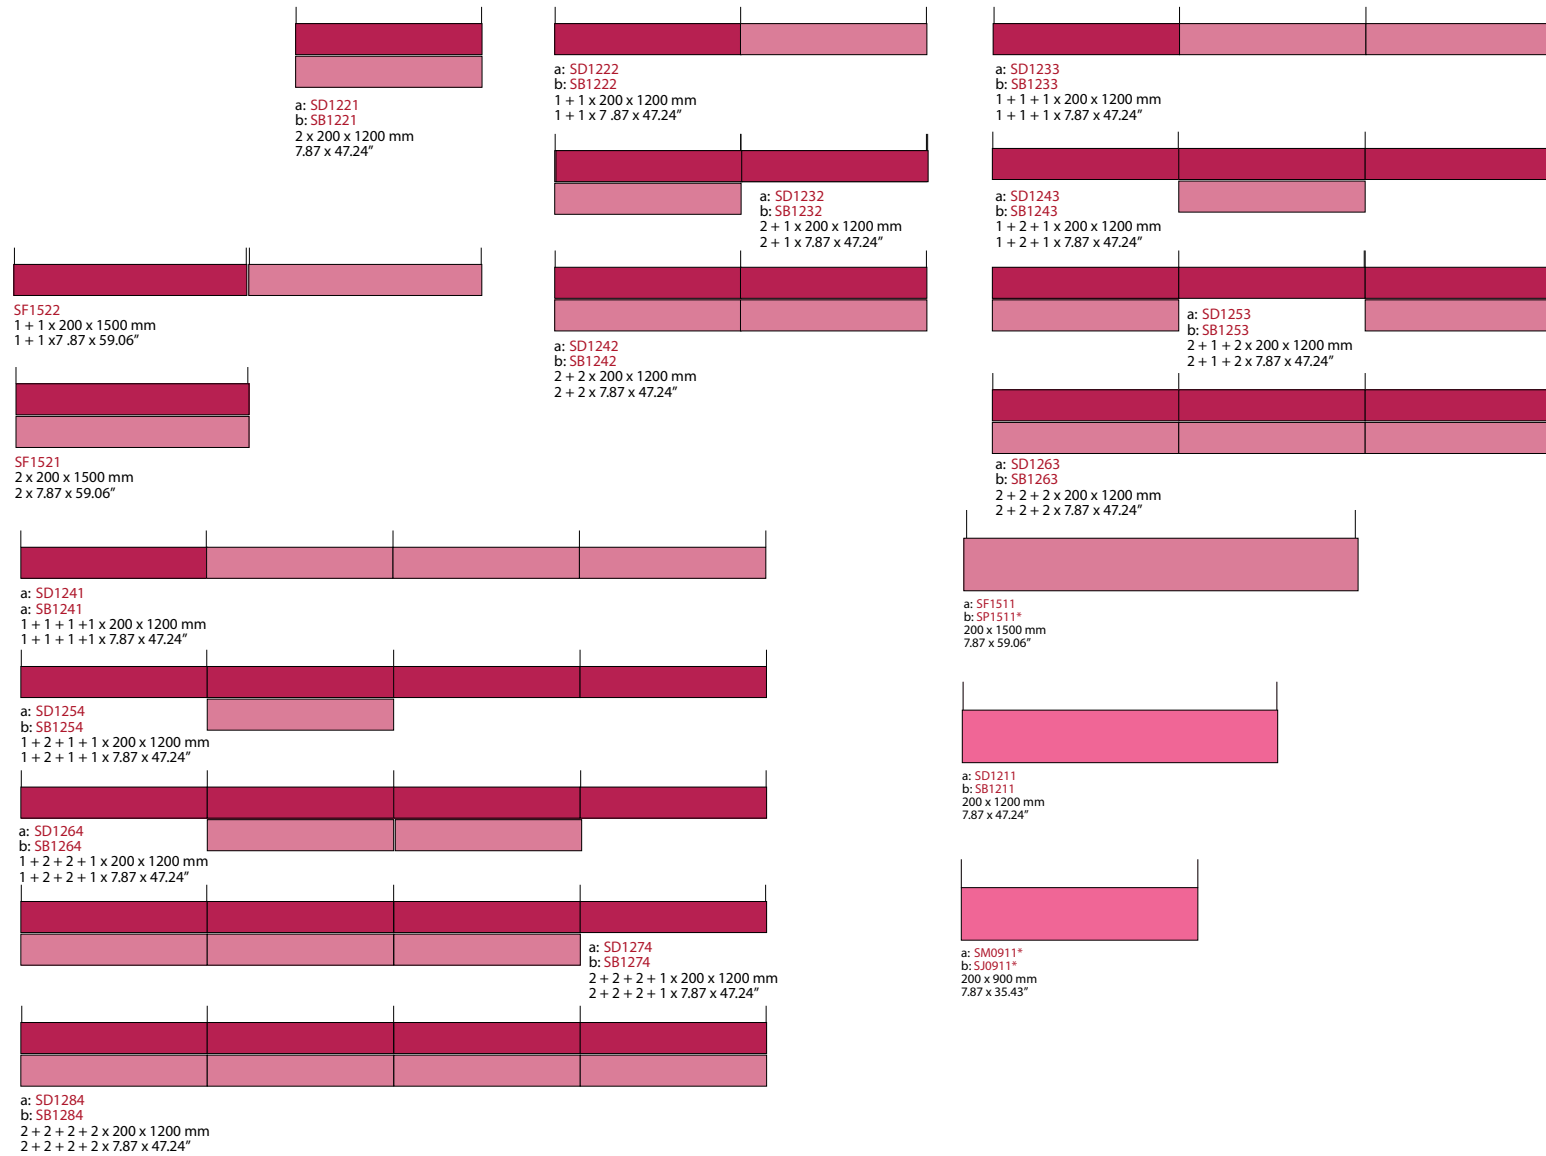 a: SD1221
b: SB1221
2 x 200 x 1200 mm
7.87 x 47.24”
SF1522
1 + 1 x 200 x 1500 mm
1 + 1 x7 .87 x 59.06”
SF1521
2 x 200 x 1500 mm
2 x 7.87 x 59.06”
a: SD1222
b: SB1222
1 + 1 x 200 x 1200 mm
1 + 1 x 7 .87 x 47.24”
a: SD1232
b: SB1232
2 + 1 x 200 x 1200 mm
2 + 1 x 7.87 x 47.24”
a: SD1242
b: SB1242
2 + 2 x 200 x 1200 mm
2 + 2 x 7.87 x 47.24”
a: SD1233
b: SB1233
1 + 1 + 1 x 200 x 1200 mm
1 + 1 + 1 x 7.87 x 47.24”
a: SD1243
b: SB1243
1 + 2 + 1 x 200 x 1200 mm
1 + 2 + 1 x 7.87 x 47.24”
a: SD1253
b: SB1253
2 + 1 + 2 x 200 x 1200 mm
2 + 1 + 2 x 7.87 x 47.24”
a: SD1263
b: SB1263
2 + 2 + 2 x 200 x 1200 mm
2 + 2 + 2 x 7.87 x 47.24”
a: SD1241
a: SB1241
1 + 1 + 1 +1 x 200 x 1200 mm
1 + 1 + 1 +1 x 7.87 x 47.24”
a: SD1254
b: SB1254
1 + 2 + 1 + 1 x 200 x 1200 mm
1 + 2 + 1 + 1 x 7.87 x 47.24”
a: SD1264
b: SB1264
1 + 2 + 2 + 1 x 200 x 1200 mm
1 + 2 + 2 + 1 x 7.87 x 47.24”
a: SD1274
b: SB1274
2 + 2 + 2 + 1 x 200 x 1200 mm
2 + 2 + 2 + 1 x 7.87 x 47.24”
a: SD1284
b: SB1284
2 + 2 + 2 + 2 x 200 x 1200 mm
2 + 2 + 2 + 2 x 7.87 x 47.24”
a: SF1511
b: SP1511*
200 x 1500 mm
7.87 x 59.06”
a: SD1211
b: SB1211
200 x 1200 mm
7.87 x 47.24”
a: SM0911*
b: SJ0911*
200 x 900 mm
7.87 x 35.43”